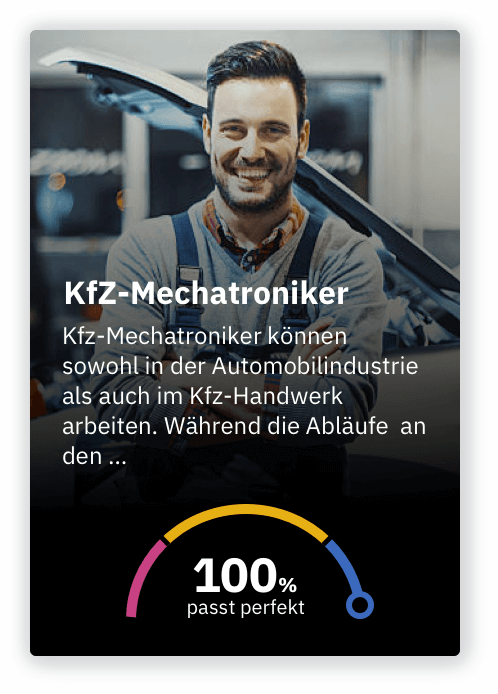 KfZ-Mechatroniker
Kfz-Mechatroniker können
sowohl in der Automobilindustrie
als auch im Kfz-Handwerk
arbeiten. Während die Abläufe an
den ...
100%
passt perfekt